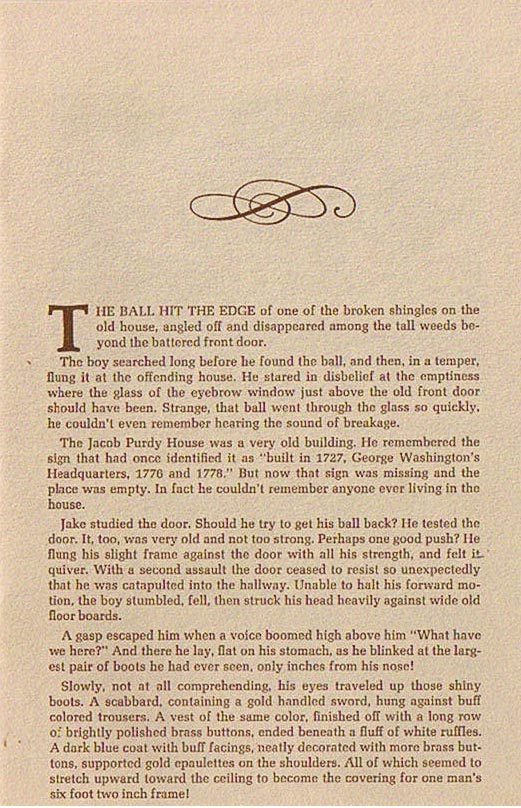 THE BALL HIT THE EDGE of one of the broken shingles on the
old house, angled off and disappeared among the tall weeds be-
yond the battered front door.
The boy searched long before he found the ball, and then, in a temper,
flung it at the offending house. He stared in disbelief at the emptiness
where the glass of the eyebrow window just above the old front door
should have been. Strange, that ball went through the glass so quickly,
he couldn't even remember hearing the sound of breakage.
The Jacob Purdy House was a very old building. He remembered the
sign that had once identified it as "built in 1727, George Washington's
Headquarters, 1776 and 1778." But now that sign was missing and the
place was empty. In fact he couldn't remember anyone ever living in the
house.
Jake studied the door. Should he try to get his ball back? He tested the
door. It, too, was very old and not too strong. Perhaps one good push? He
flung his slight frame against the door with all his strength, and felt it
quiver. With a second assault the door ceased to resist so unexpectedly
that he was catapulted into the hallway. Unable to halt his forward mo-
tion, the boy stumbled, fell, then struck his head heavily against wide old
floor boards.
A gasp escaped him when a voice boomed high above him "What have
we here?" And there he lay, flat on his stomach, as he blinked at the larg-
est pair of boots he had ever seen, only inches from his nose!
Slowly, not at all comprehending, his eyes traveled up those shiny
boots. A scabbard, containing a gold handled sword, hung against buff
colored trousers. A vest of the same color, finished off with a long row
of brightly polished brass buttons, ended beneath a fluff of white ruffles.
A dark blue coat with buff facings, neatly decorated with more brass but-
tons, supported gold epaulettes on the shoulders. All of which seemed to
stretch upward toward the ceiling to become the covering for one man's
six foot two inch frame!